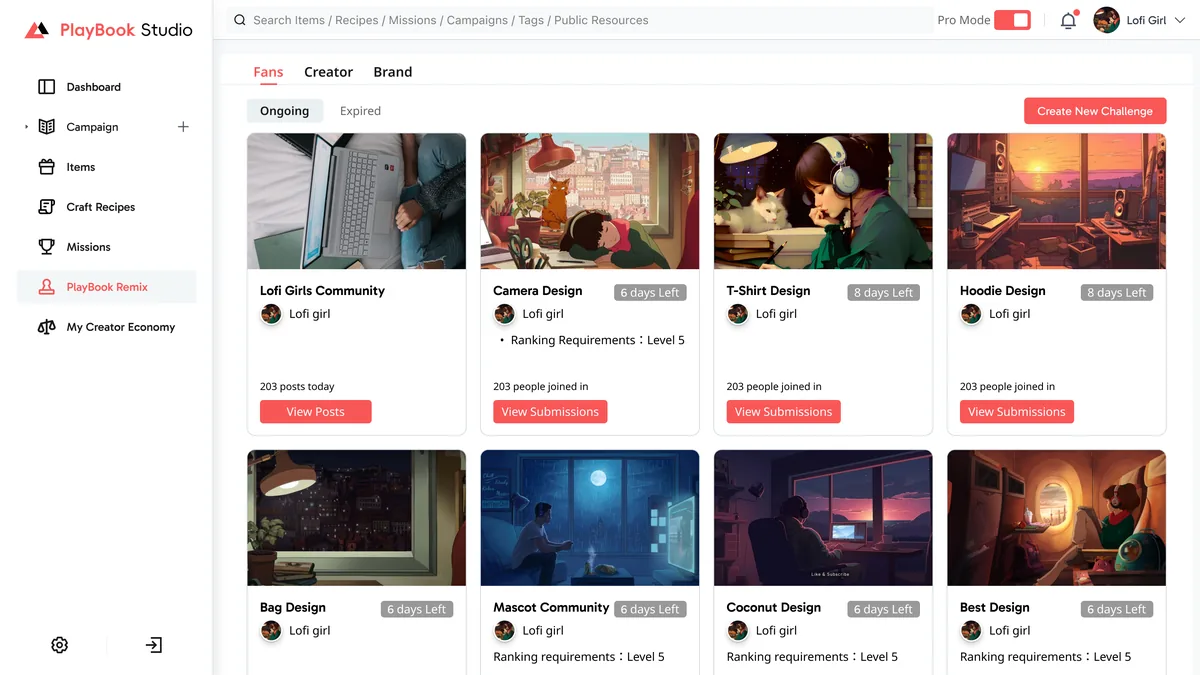 PlayBook Studio
Search Items / Recipes / Missions / Campaigns / Tags / Public Resources
Pro Mode
Lofi Girl
Dashboard
Campaign
Items
Craft Recipes
Missions
PlayBook Remix
My Creator Economy
Fans Creator Brand
Ongoing Expired
Create New Challenge
Lofi Girls Community
Lofi girl
203 posts today
View Posts
Camera Design 6 days Left
Lofi girl
• Ranking Requirements：Level 5
203 people joined in
View Submissions
T-Shirt Design 8 days Left
Lofi girl
203 people joined in
View Submissions
Hoodie Design 8 days Left
Lofi girl
203 people joined in
View Submissions
Bag Design 6 days Left
Lofi girl
Mascot Community 6 days Left
Lofi girl
Ranking requirements：Level 5
Like & Subscribe
Coconut Design 6 days Left
Lofi girl
Ranking requirements：Level 5
Best Design 6 days Left
Lofi girl
Ranking requirements：Level 5